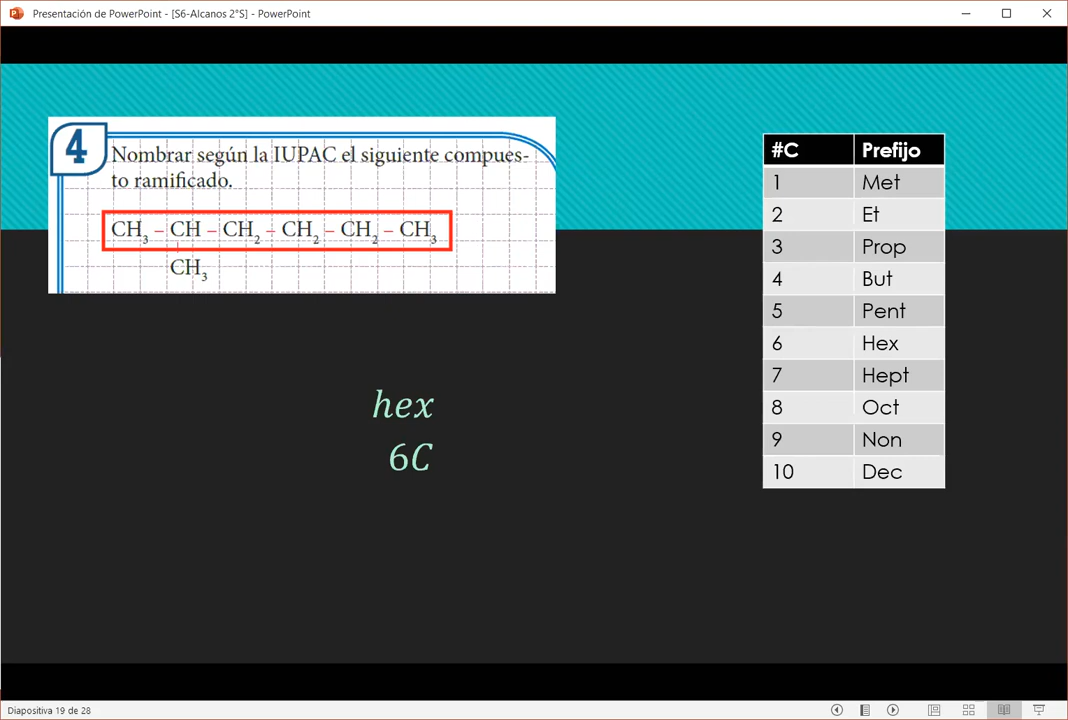 Presentación de PowerPoint - [S6-Alcanos 2°S] - PowerPoint
4
Nombrar según la IUPAC el siguiente compues-
to ramificado.
CH₃ – CH – CH₂ – CH₂ – CH₂ – CH₃
CH₃
hex
6C
#C Prefijo
1 Met
2 Et
3 Prop
4 But
5 Pent
6 Hex
7 Hept
8 Oct
9 Non
10 Dec
Diapositiva 19 de 28